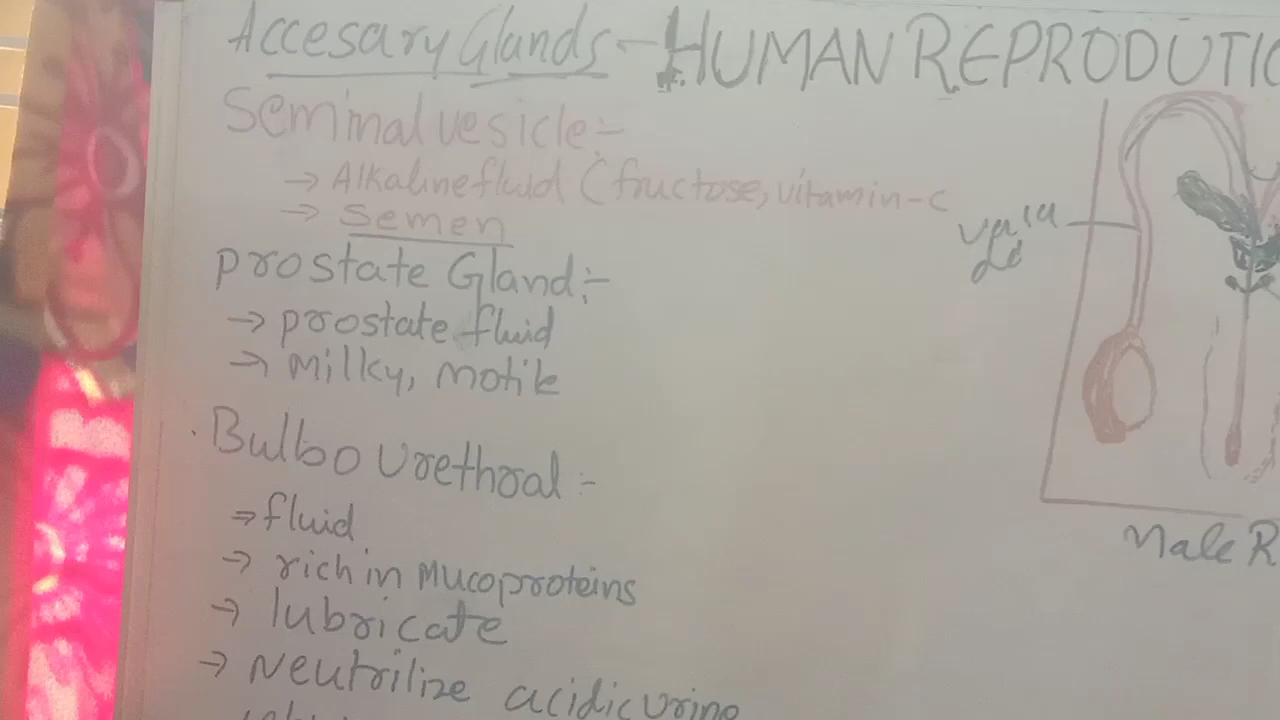 Accesary Glands - HUMAN REPRODUTIO
Seminal vesicle:-
→ Alkaline fluid (fructose, vitamin-c
→ semen
prostate Gland:-
→ prostate fluid
→ Milky, motile
Bulbo Urethral :-
→ fluid
→ rich in Mucoproteins
→ lubricate
→ Neutrilize acidic urine
Male R